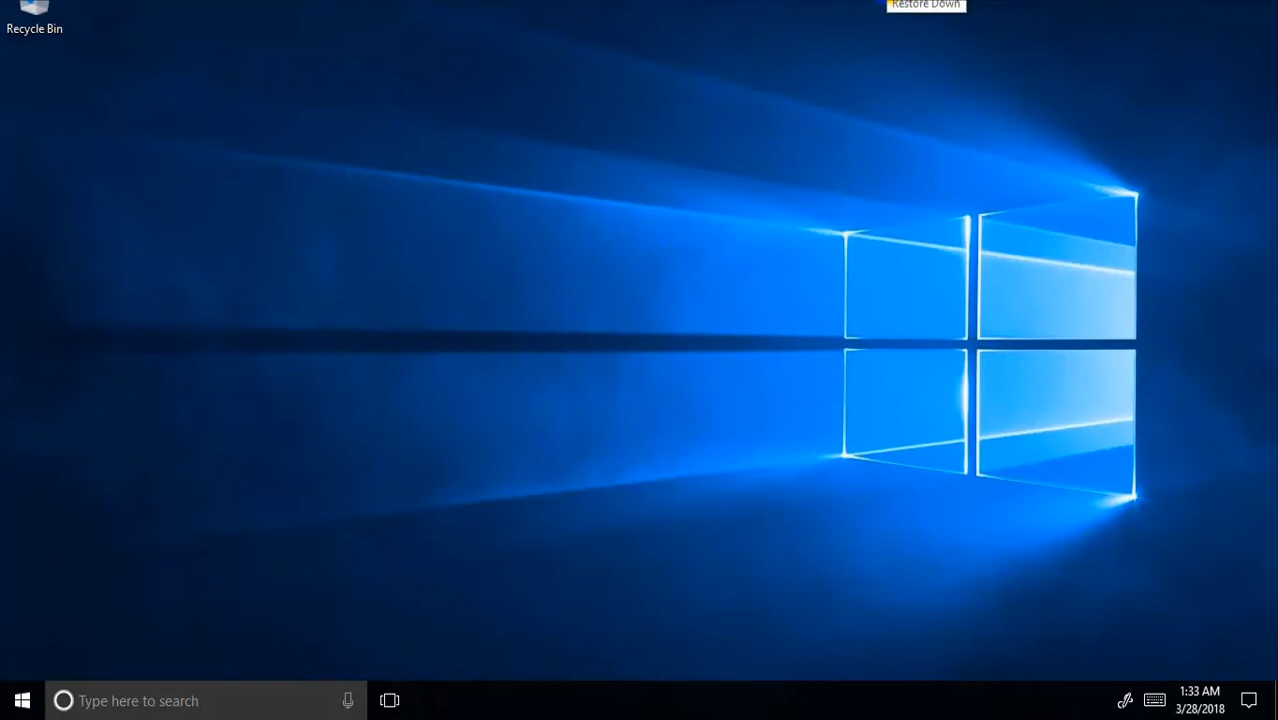 Restore Down
Recycle Bin
Type here to search
1:33 AM
3/28/2018